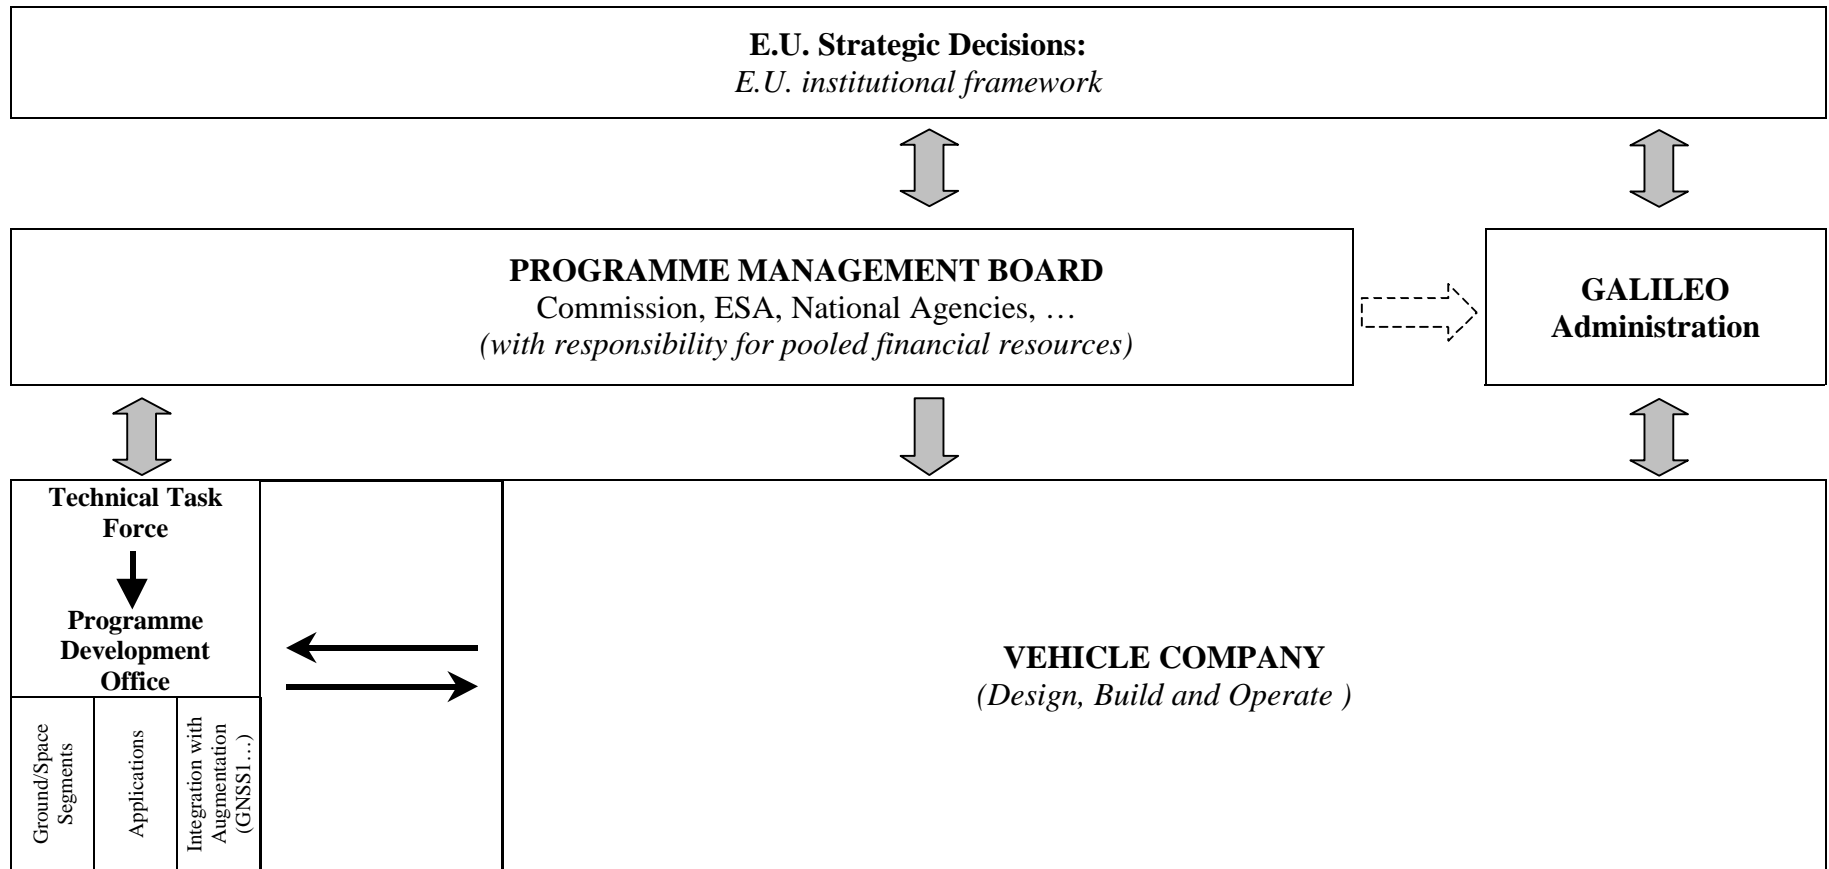 E.U. Strategic Decisions:
E.U. institutional framework
PROGRAMME MANAGEMENT BOARD
Commission, ESA, National Agencies, …
(with responsibility for pooled financial resources)
GALILEO
Administration
Technical Task
Force
Programme
Development
Office
Ground/Space
Segments
Applications
Integration with
Augmentation
(GNSS1…)
VEHICLE COMPANY
(Design, Build and Operate )